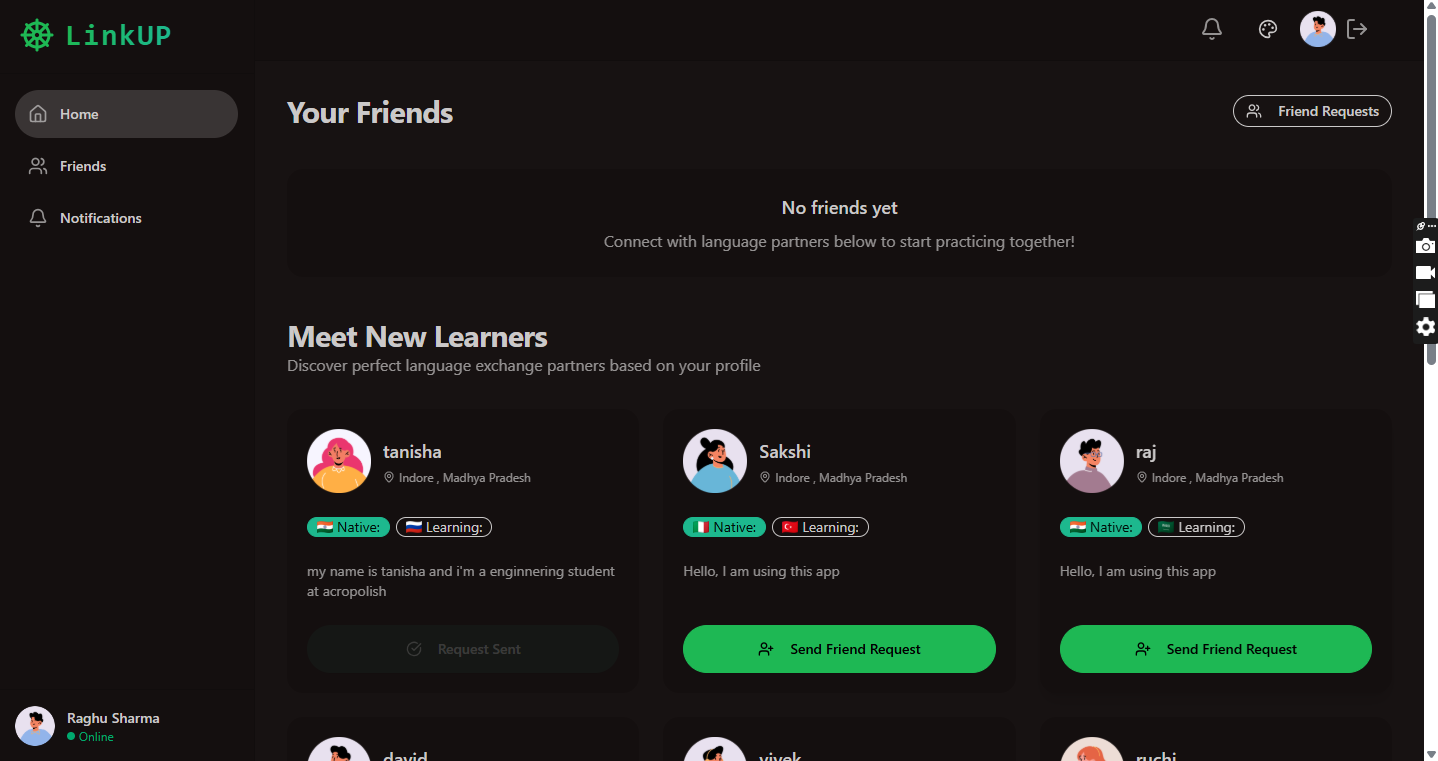 LinkUP
Home
Friends
Notifications
Your Friends
Friend Requests
No friends yet
Connect with language partners below to start practicing together!
Meet New Learners
Discover perfect language exchange partners based on your profile
tanisha
Indore , Madhya Pradesh
Native:
Learning:
my name is tanisha and i'm a enginnering student
at acropolish
Request Sent
Sakshi
Indore , Madhya Pradesh
Native:
Learning:
Hello, I am using this app
Send Friend Request
raj
Indore , Madhya Pradesh
Native:
Learning:
Hello, I am using this app
Send Friend Request
david
vivek
ruchi
Raghu Sharma
Online